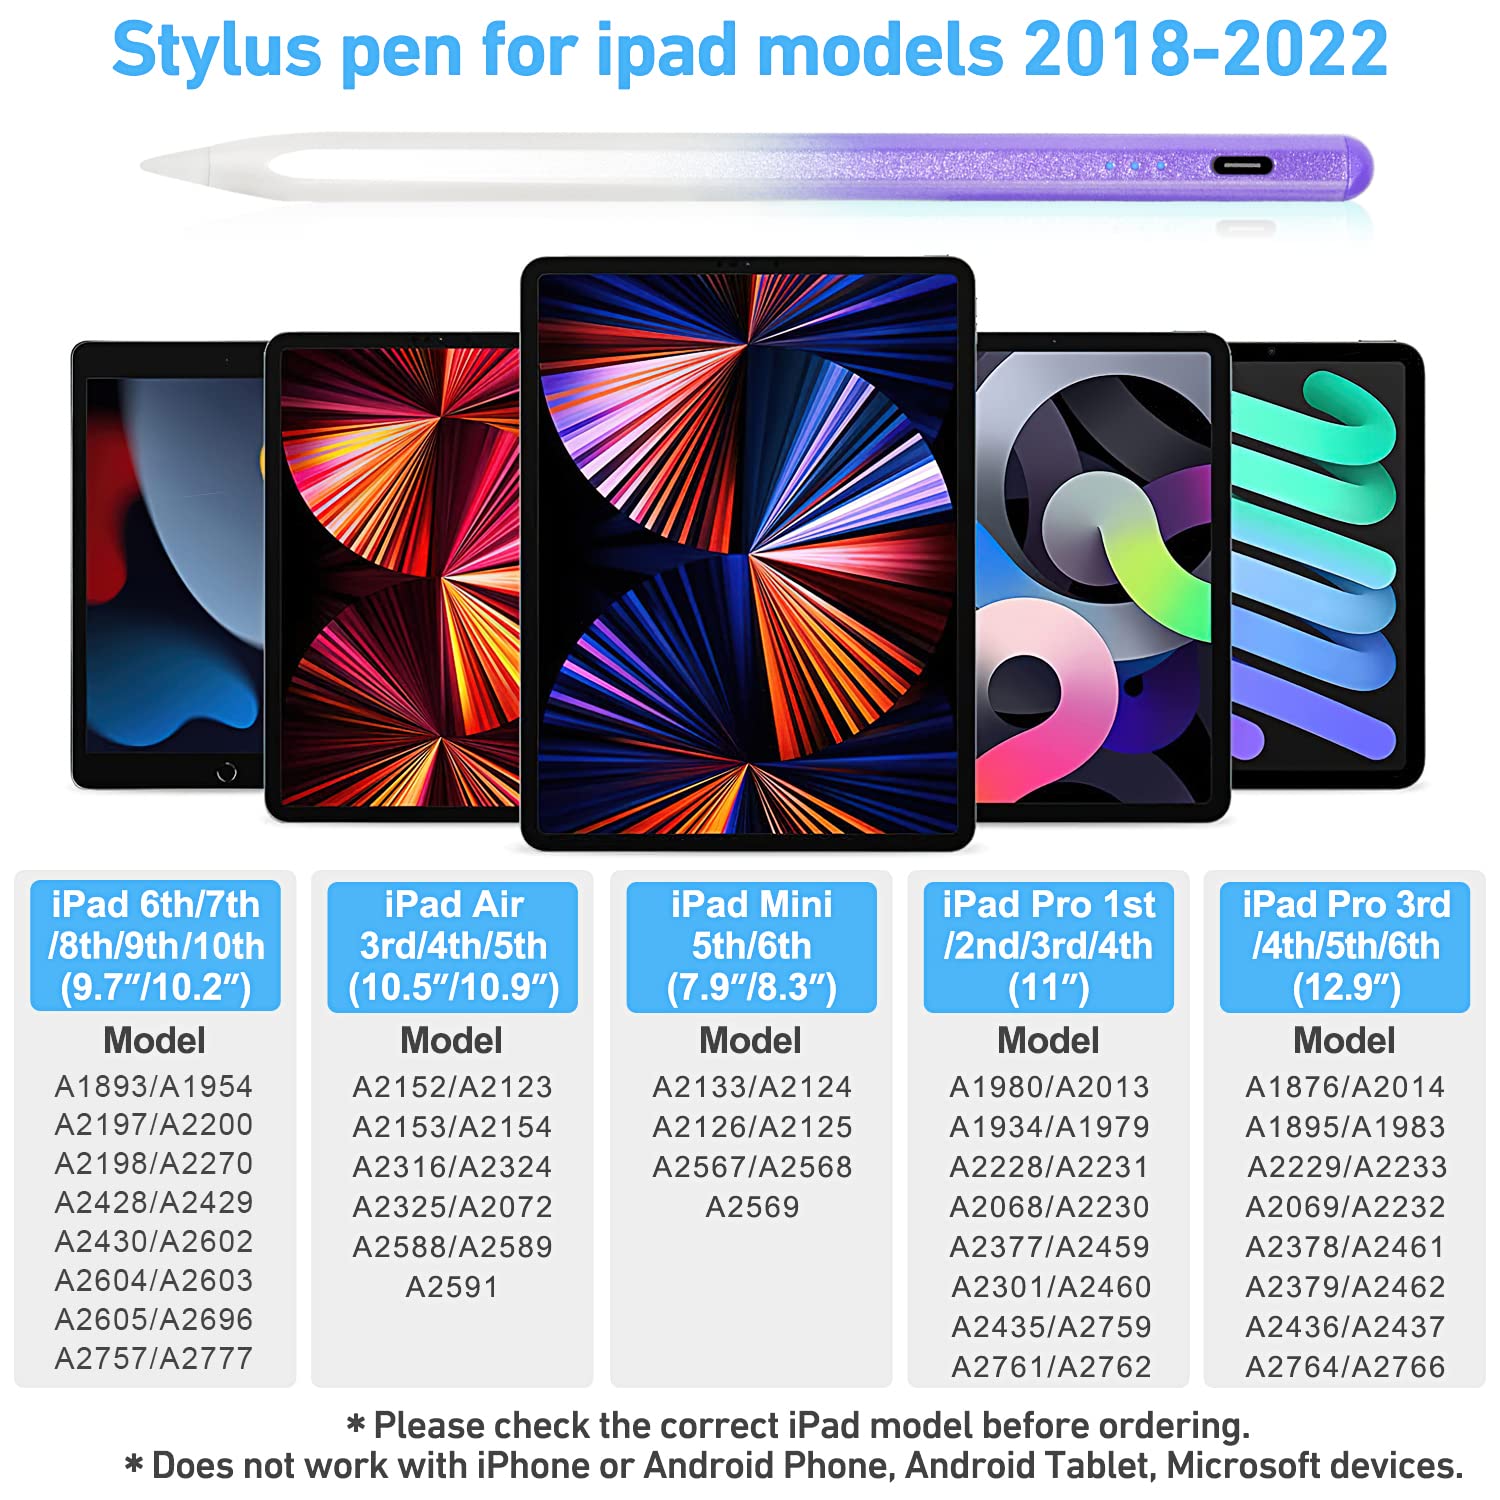 Stylus pen for ipad models 2018-2022
iPad 6th/7th
/8th/9th/10th
(9.7″/10.2″)
Model
A1893/A1954
A2197/A2200
A2198/A2270
A2428/A2429
A2430/A2602
A2604/A2603
A2605/A2696
A2757/A2777
iPad Air
3rd/4th/5th
(10.5″/10.9″)
Model
A2152/A2123
A2153/A2154
A2316/A2324
A2325/A2072
A2588/A2589
A2591
iPad Mini
5th/6th
(7.9″/8.3″)
Model
A2133/A2124
A2126/A2125
A2567/A2568
A2569
iPad Pro 1st
/2nd/3rd/4th
(11″)
Model
A1980/A2013
A1934/A1979
A2228/A2231
A2068/A2230
A2377/A2459
A2301/A2460
A2435/A2759
A2761/A2762
iPad Pro 3rd
/4th/5th/6th
(12.9″)
Model
A1876/A2014
A1895/A1983
A2229/A2233
A2069/A2232
A2378/A2461
A2379/A2462
A2436/A2437
A2764/A2766
* Please check the correct iPad model before ordering.
* Does not work with iPhone or Android Phone, Android Tablet, Microsoft devices.